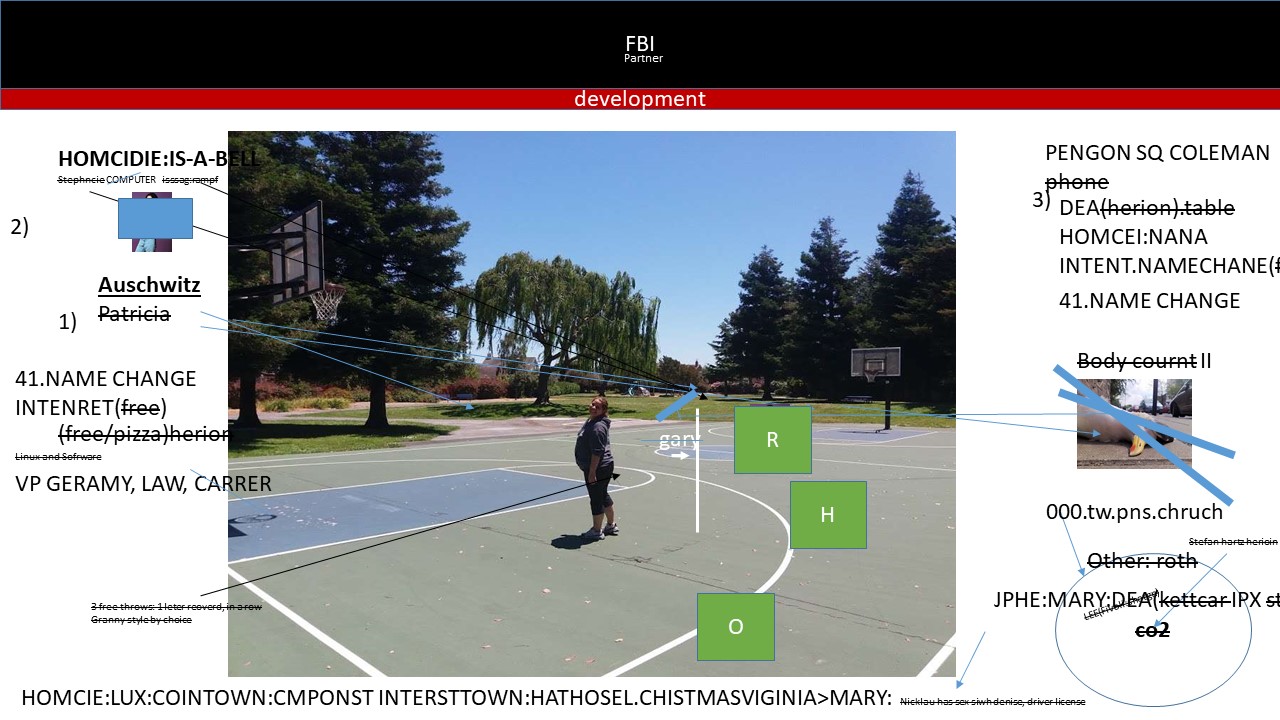 FBI
Partner
development
HOMCIDIE:IS-A-BELL
Stephncie COMPUTER isssag:rampf
2)
Auschwitz
Patricia
1)
41.NAME CHANGE
INTENRET(free)
(free/pizza)herion
Linux and Sofrware
VP GERAMY, LAW, CARRER
3 free throws: 1 leter reoverd, in a row
Granny style by choice
gary
R
H
O
PENGON SQ COLEMAN
phone
3)
DEA(herion).table
HOMCEI:NANA
INTENT.NAMECHANE(f
41.NAME CHANGE
Body cournt II
000.tw.pns.chruch
Stefan hartz herioin
Other: roth
JPHE:MARY:DEA(kettcar IPX st
co2
HOMCIE:LUX:COINTOWN:CMPONST INTERSTTOWN:HATHOSEL.CHISTMASVIGINIA>MARY:
Nicklau has sex siwh denise, driver license